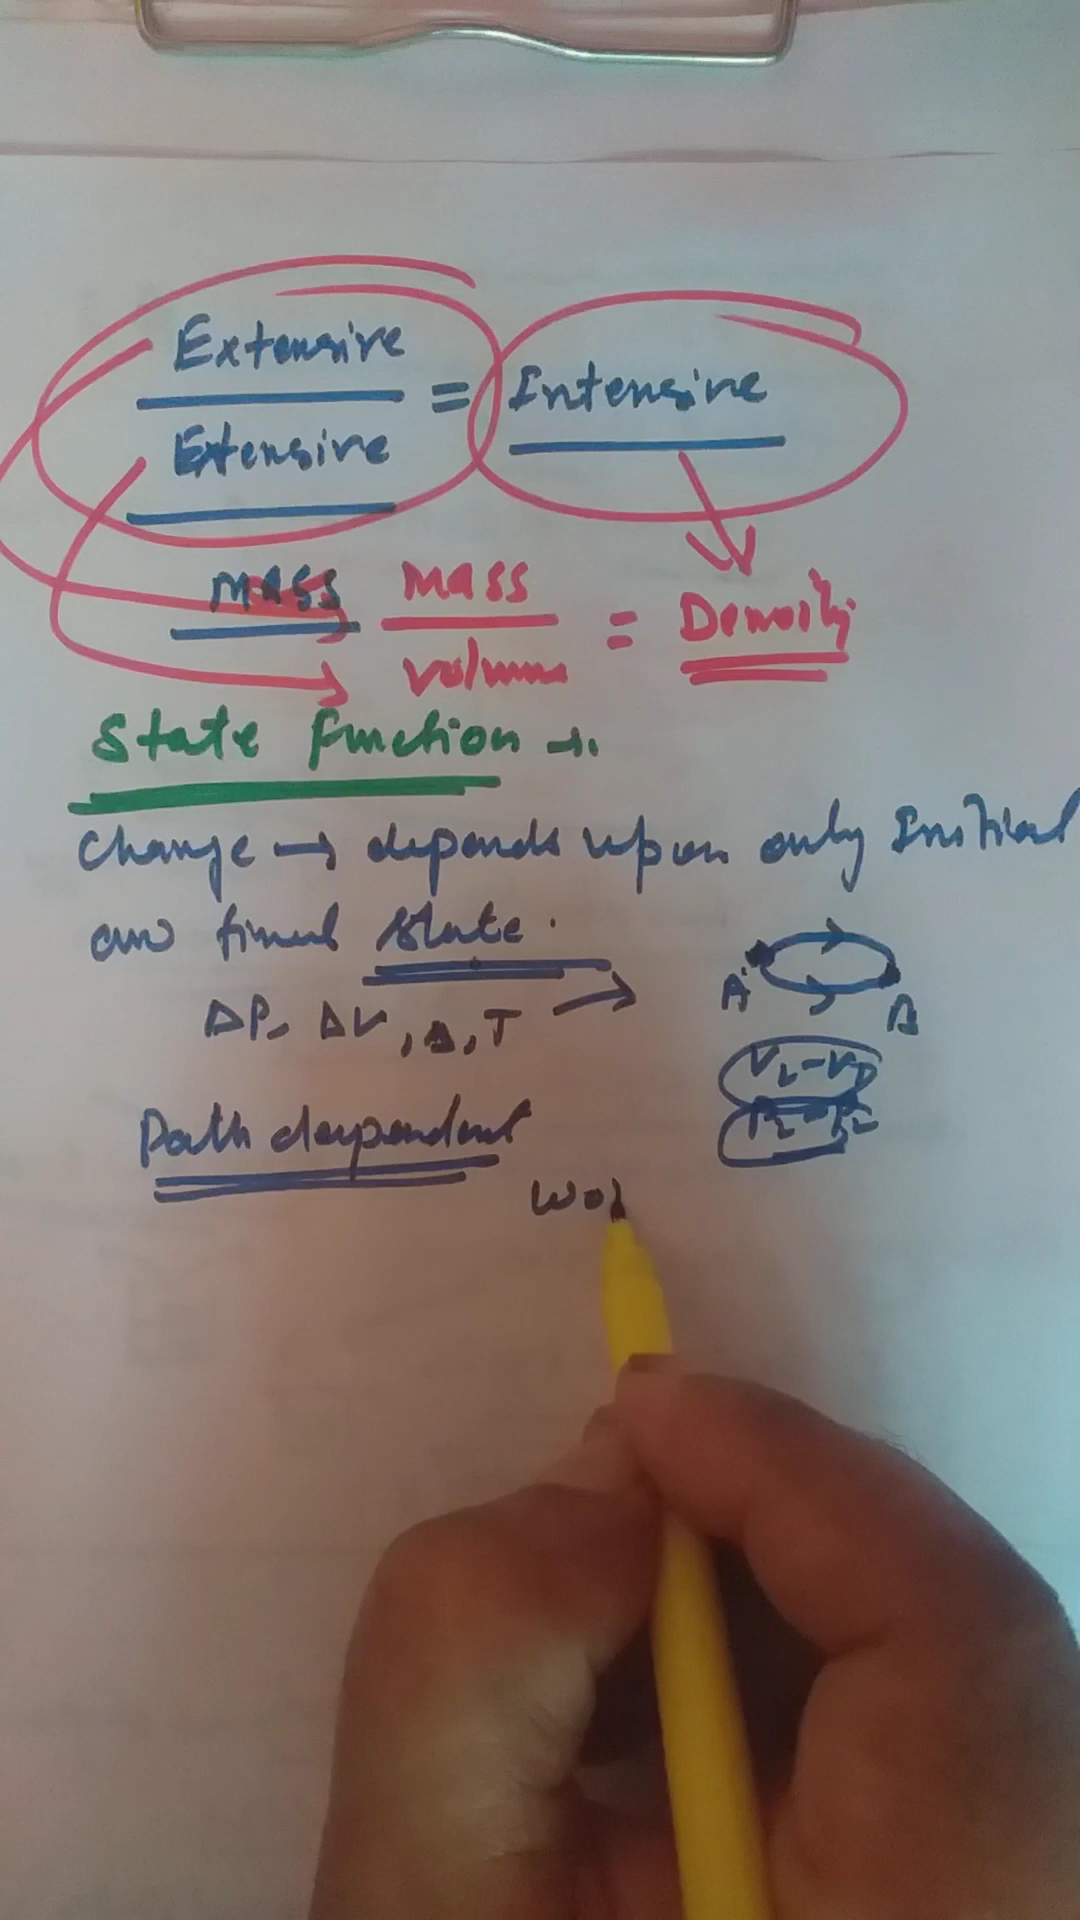 Extensive
Extensive
= Intensive
mass
mass
volume
= Density
State function
Change → depends upon only Initial
and final state.
A
B
ΔP, ΔV, Δ, T →
Path dependent
Wor